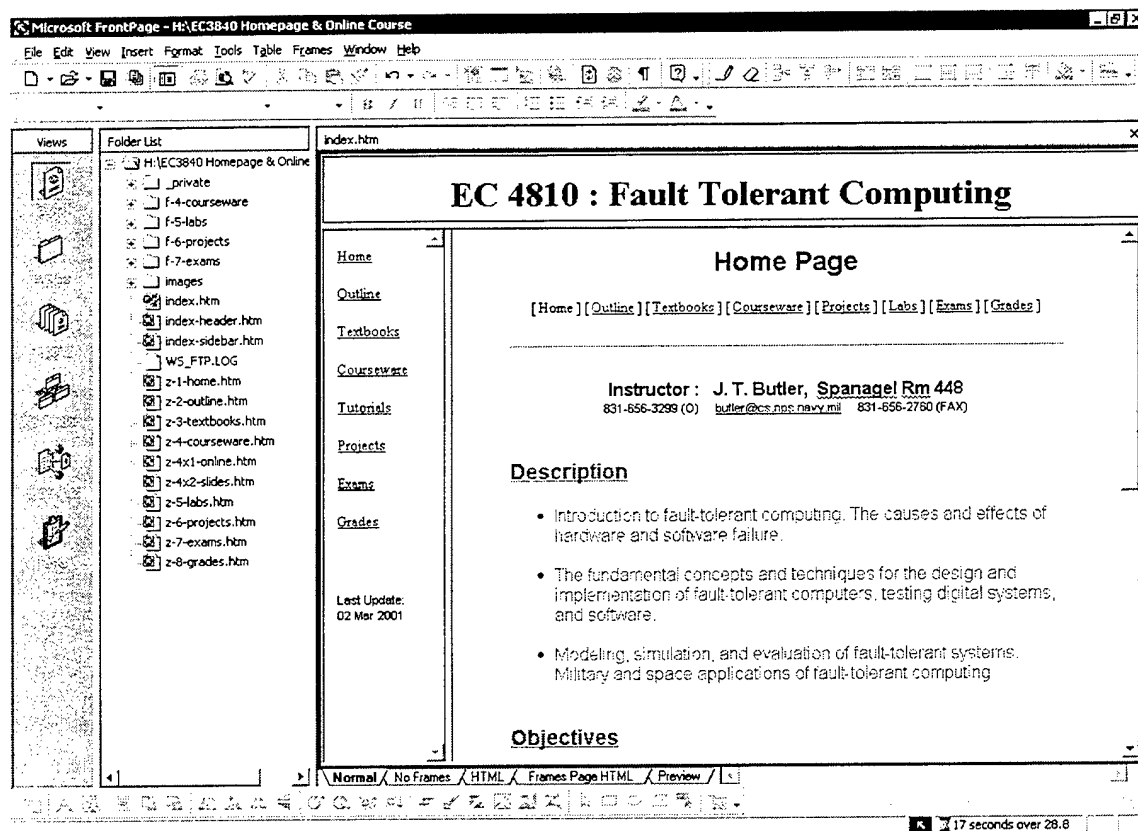 Microsoft FrontPage - H:\EC3840 Homepage & Online Course
File Edit View Insert Format Tools Table Frames Window Help
Views
Folder List
index.htm
H:\EC3840 Homepage & Online
_private
f-4-courseware
f-5-labs
f-6-projects
f-7-exams
images
index.htm
index-header.htm
index-sidebar.htm
WS_FTP.LOG
z-1-home.htm
z-2-outline.htm
z-3-textbooks.htm
z-4-courseware.htm
z-4x1-online.htm
z-4x2-slides.htm
z-5-labs.htm
z-6-projects.htm
z-7-exams.htm
z-8-grades.htm
EC 4810 : Fault Tolerant Computing
Home
Outline
Textbooks
Courseware
Tutorials
Projects
Exams
Grades
Last Update:
02 Mar 2001
Home Page
[ Home ] [ Outline ] [ Textbooks ] [ Courseware ] [ Projects ] [ Labs ] [ Exams ] [ Grades ]
Instructor : J. T. Butler, Spanagel Rm 448
831-656-3299 (O) butler@cs.nps.navy.mil 831-656-2760 (FAX)
Description
• Introduction to fault-tolerant computing. The causes and effects of
hardware and software failure.
• The fundamental concepts and techniques for the design and
implementation of fault-tolerant computers, testing digital systems,
and software.
• Modeling, simulation, and evaluation of fault-tolerant systems.
Military and space applications of fault-tolerant computing
Objectives
Normal / No Frames / HTML / Frames Page HTML / Preview /
17 seconds over 28.8